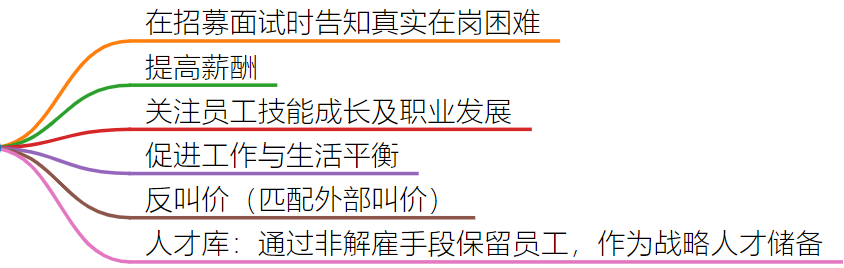 在招募面试时告知真实在岗困难
提高薪酬
关注员工技能成长及职业发展
促进工作与生活平衡
反叫价（匹配外部叫价）
人才库：通过非解雇手段保留员工，作为战略人才储备